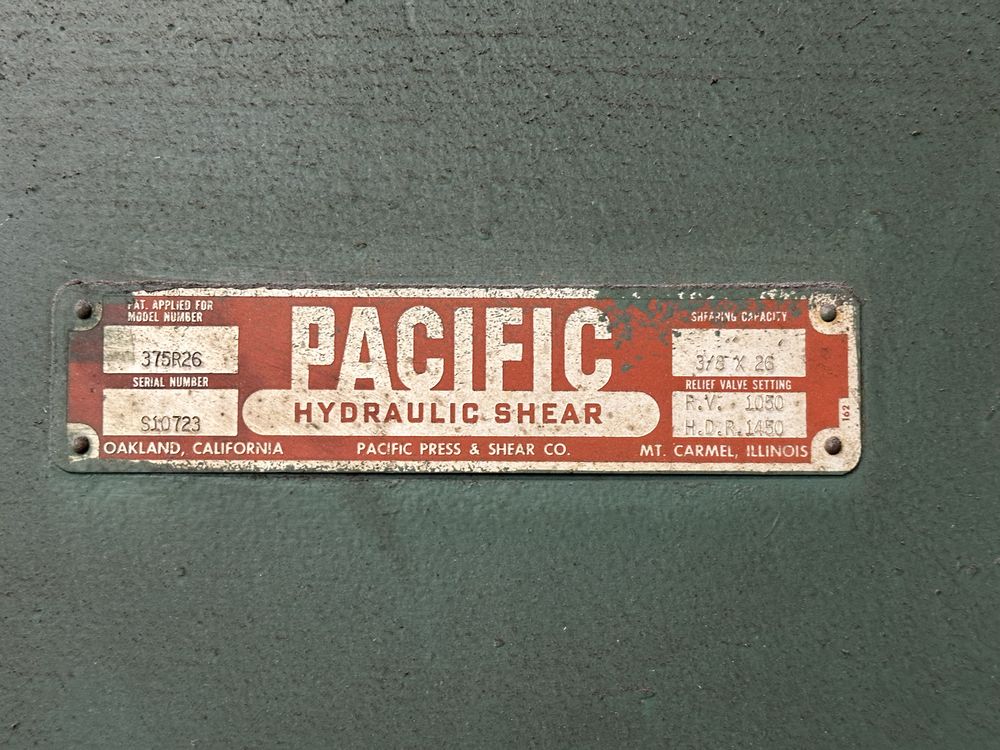 PAT. APPLIED FOR
MODEL NUMBER
375R26
SERIAL NUMBER
S10723
OAKLAND, CALIFORNIA
PACIFIC
HYDRAULIC SHEAR
PACIFIC PRESS & SHEAR CO.
SHEARING CAPACITY
3/8 X 26
RELIEF VALVE SETTING
R.V. 1050
H.D.R. 1450
MT. CARMEL, ILLINOIS
162